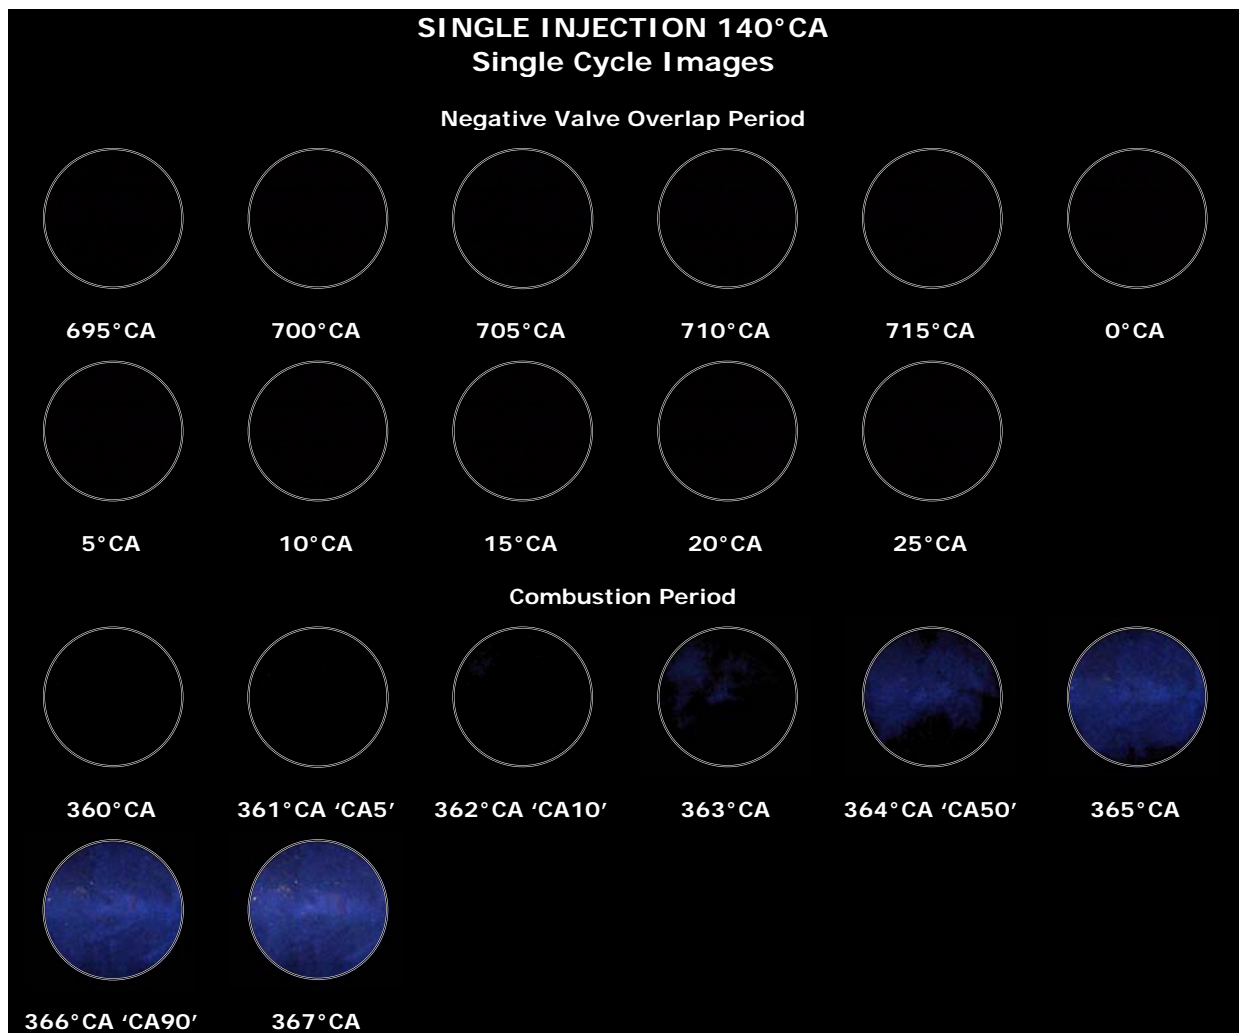 SINGLE INJECTION 140°CA
Single Cycle Images
Negative Valve Overlap Period
695°CA 700°CA 705°CA 710°CA 715°CA 0°CA
5°CA 10°CA 15°CA 20°CA 25°CA
Combustion Period
360°CA 361°CA ‘CA5’ 362°CA ‘CA10’ 363°CA 364°CA ‘CA50’ 365°CA
366°CA ‘CA90’ 367°CA